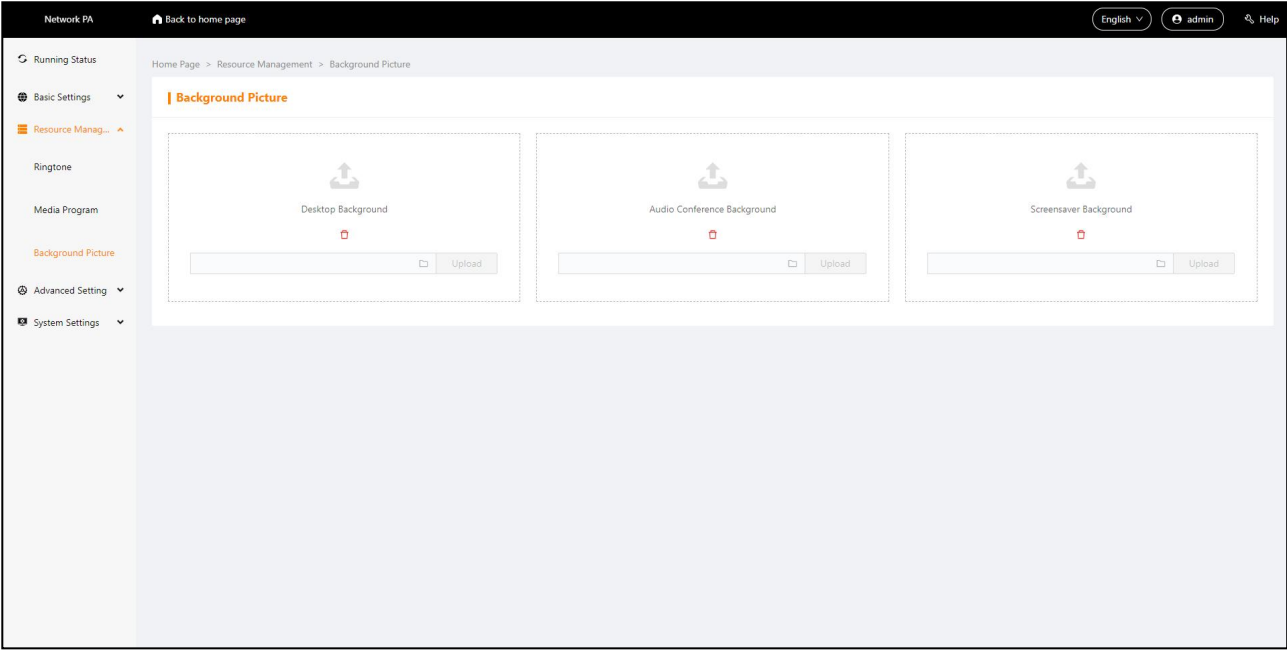 Network PA
Back to home page
English
admin
Help
Running Status
Basic Settings
Resource Manag...
Ringtone
Media Program
Background Picture
Advanced Setting
System Settings
Home Page > Resource Management > Background Picture
Background Picture
Desktop Background
Upload
Audio Conference Background
Upload
Screensaver Background
Upload